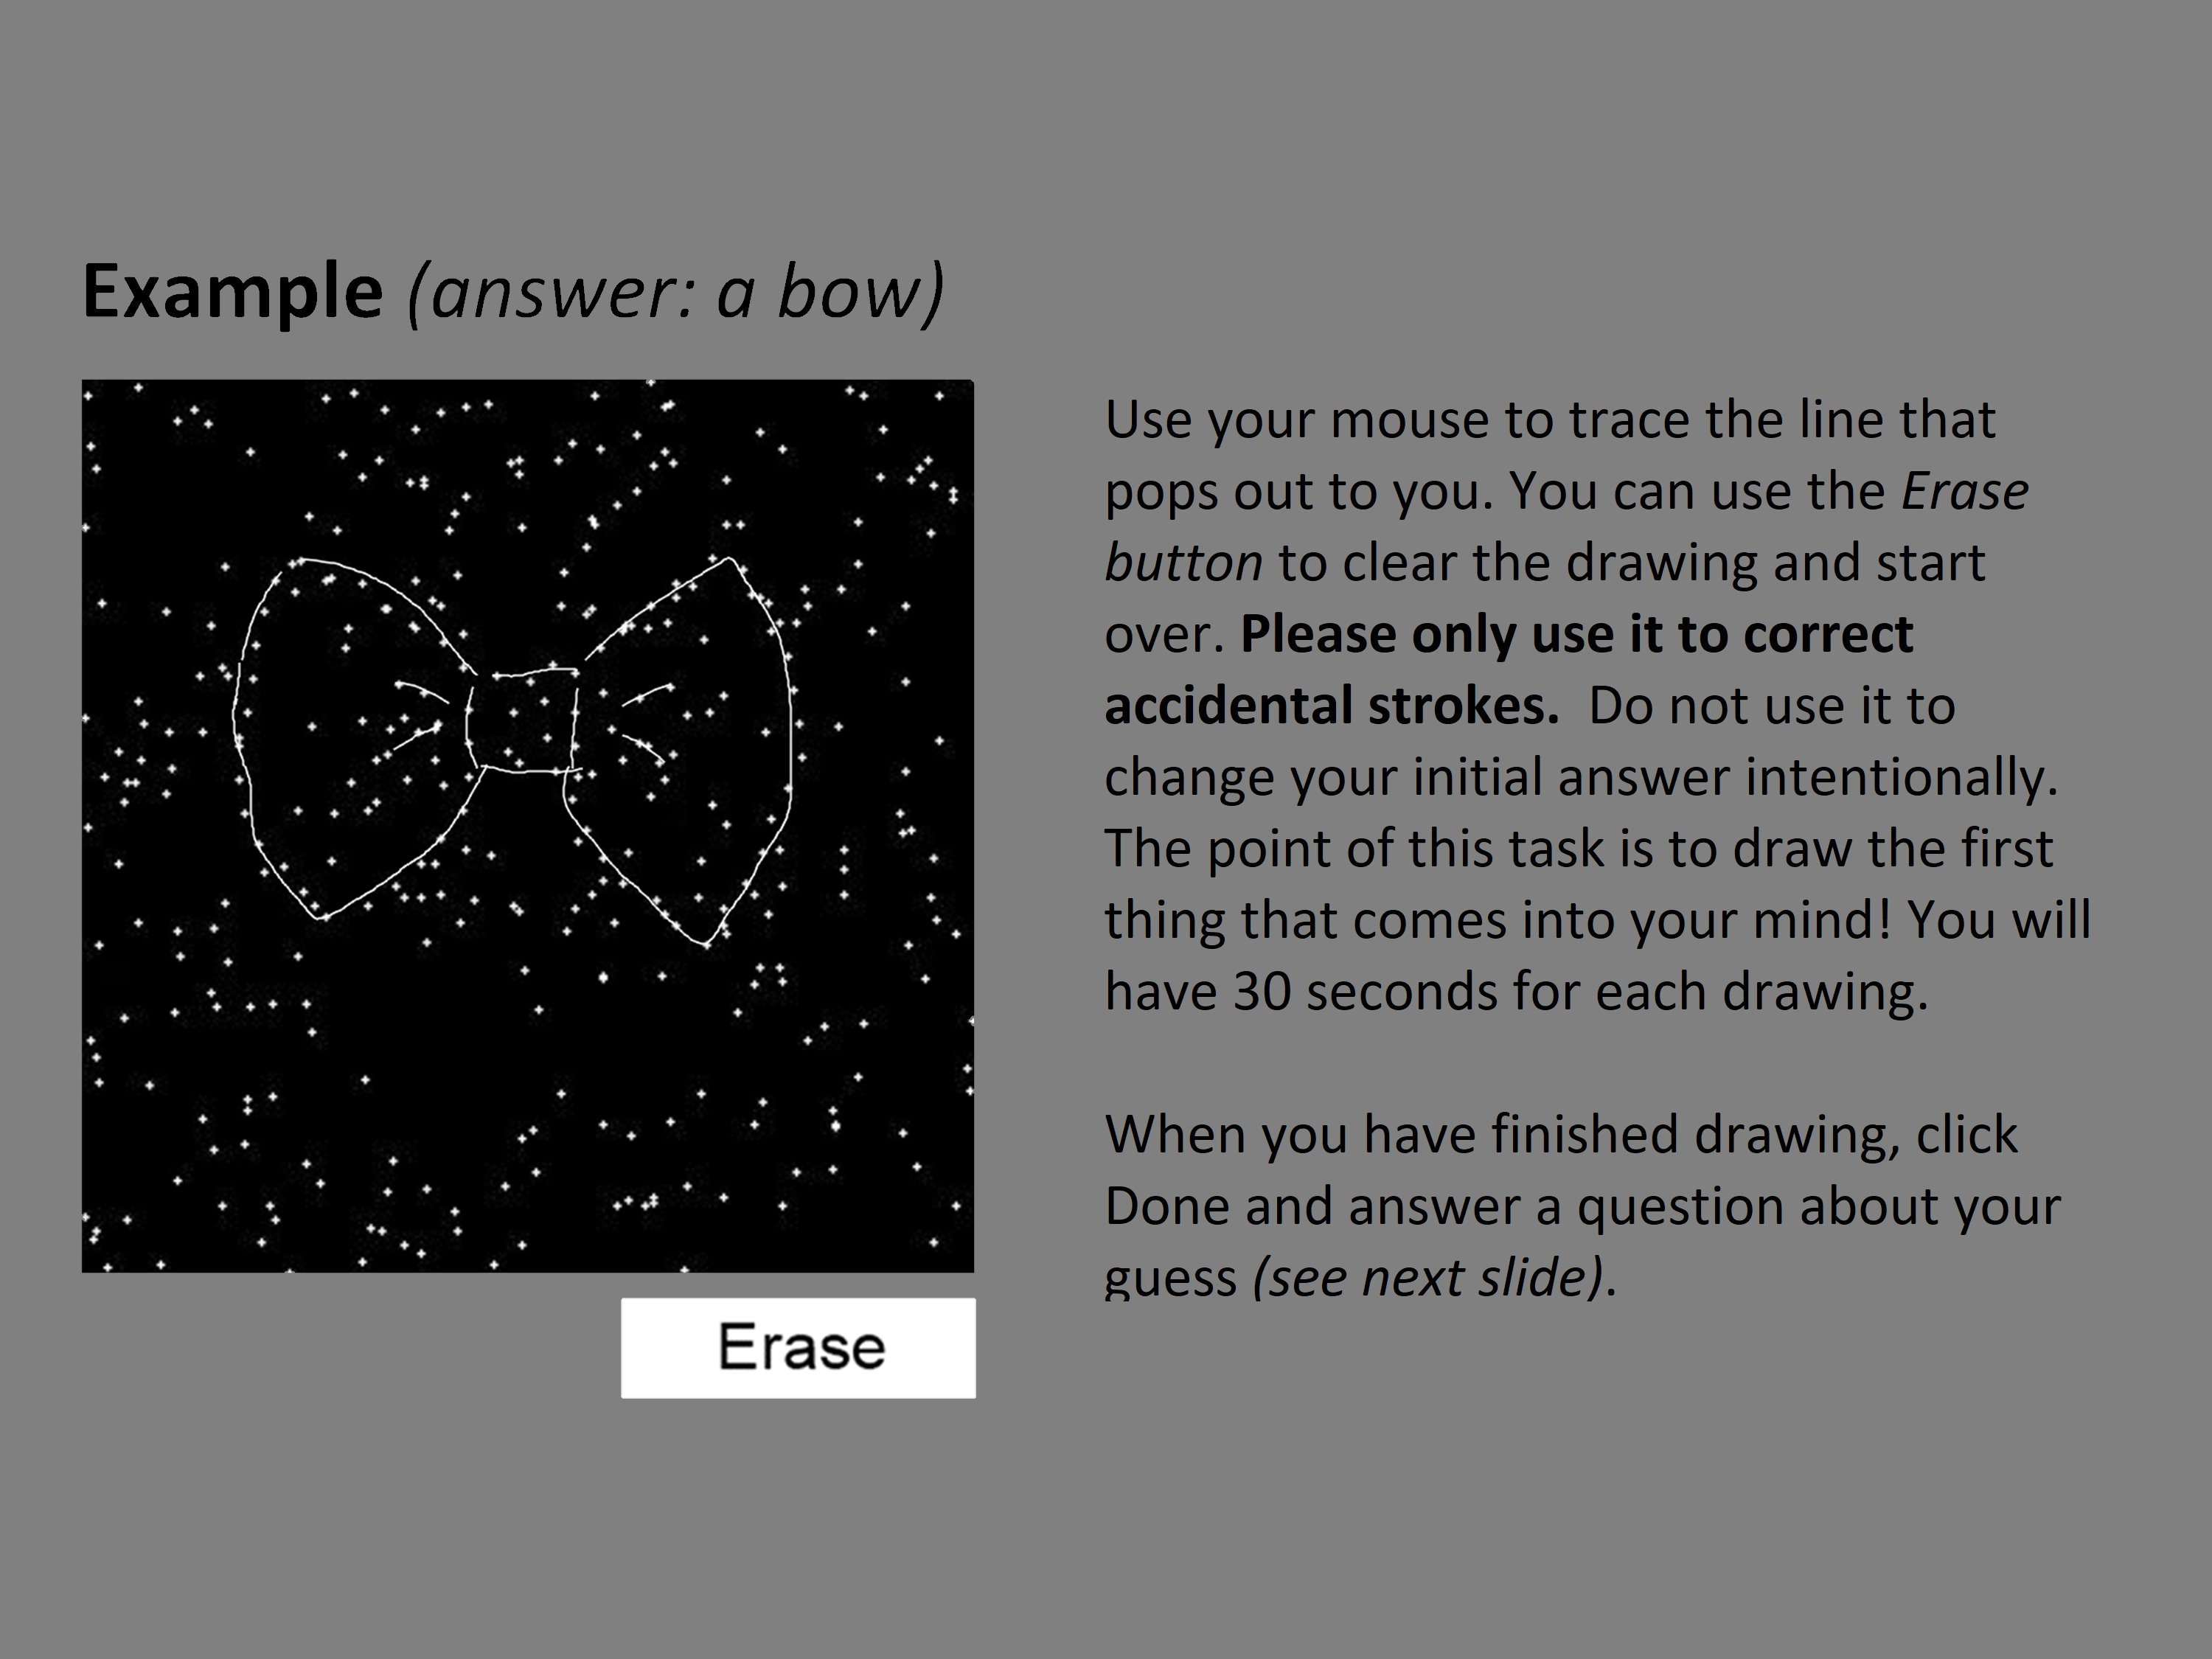 Example (answer: a bow)
Use your mouse to trace the line that
pops out to you. You can use the Erase
button to clear the drawing and start
over. Please only use it to correct
accidental strokes.  Do not use it to
change your initial answer intentionally.
The point of this task is to draw the first
thing that comes into your mind! You will
have 30 seconds for each drawing.
When you have finished drawing, click
Done and answer a question about your
guess (see next slide).
Erase